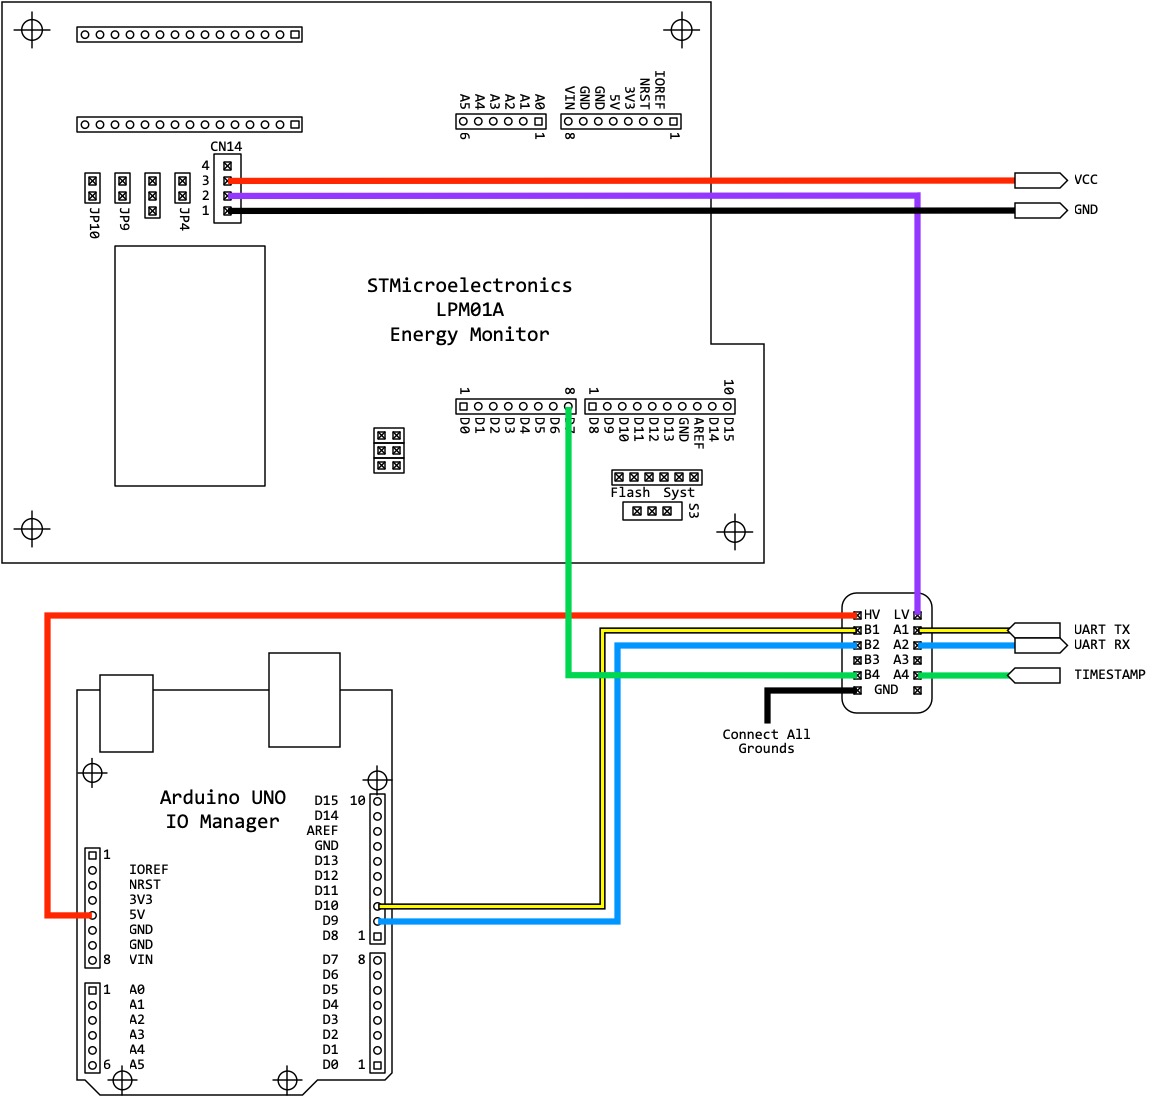 A5
A4
A3
A2
A1
A0
6
1
VIN
GND
GND
5V
3V3
NRST
IOREF
8
1
CN14
4
3
2
1
JP10
JP9
JP4
VCC
GND
STMicroelectronics
LPM01A
Energy Monitor
1
8
D0
D1
D2
D3
D4
D5
D6
1
10
D8
D9
D10
D11
D12
D13
GND
AREF
D14
D15
Flash Syst
S3
HV LV
B1 A1
B2 A2
B3 A3
B4 A4
GND
UART TX
UART RX
TIMESTAMP
Connect All
Grounds
Arduino UNO
IO Manager
1
IOREF
NRST
3V3
5V
GND
GND
8 VIN
1 A0
A1
A2
A3
A4
6 A5
D15 10
D14
AREF
GND
D13
D12
D11
D10
D9
D8 1
D7 8
D6
D5
D4
D3
D2
D1
D0 1